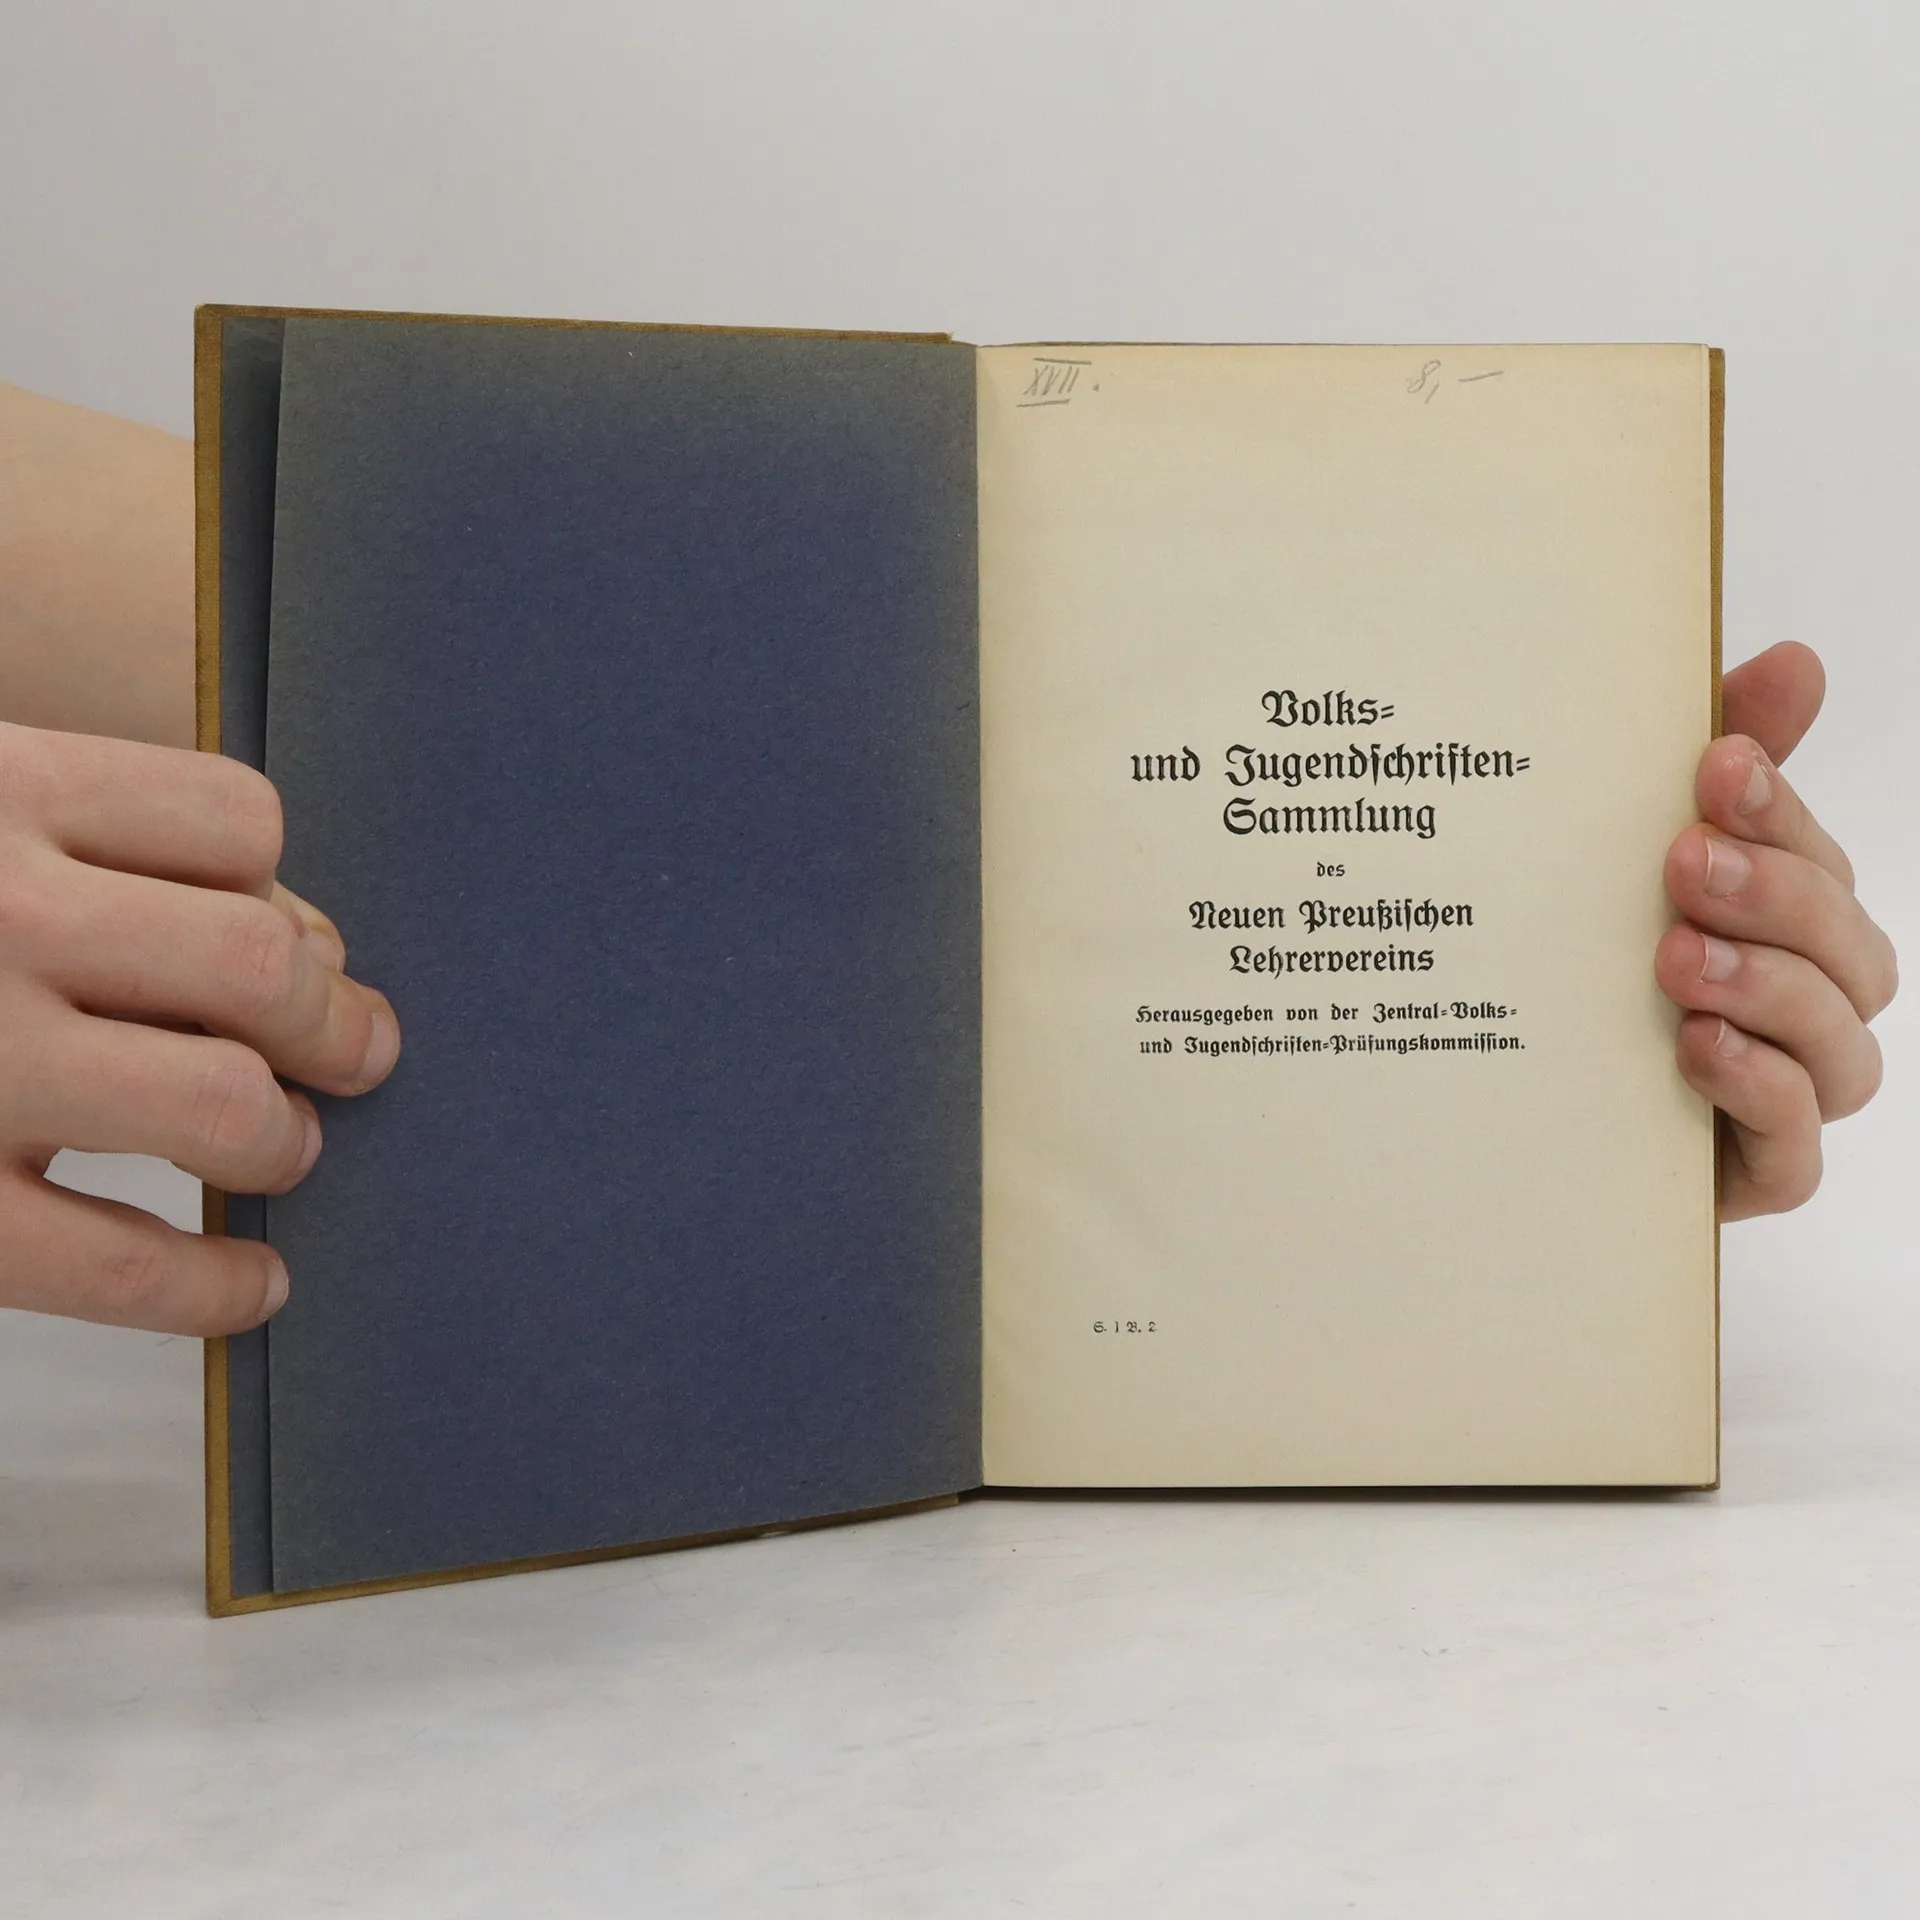 XVII.
8,—
Volks-
und Jugendschriften-
Sammlung
des
Neuen Preußischen
Lehrervereins
Herausgegeben von der Zentral-Volks-
und Jugendschriften-Prüfungskommission.
S. I B. 2